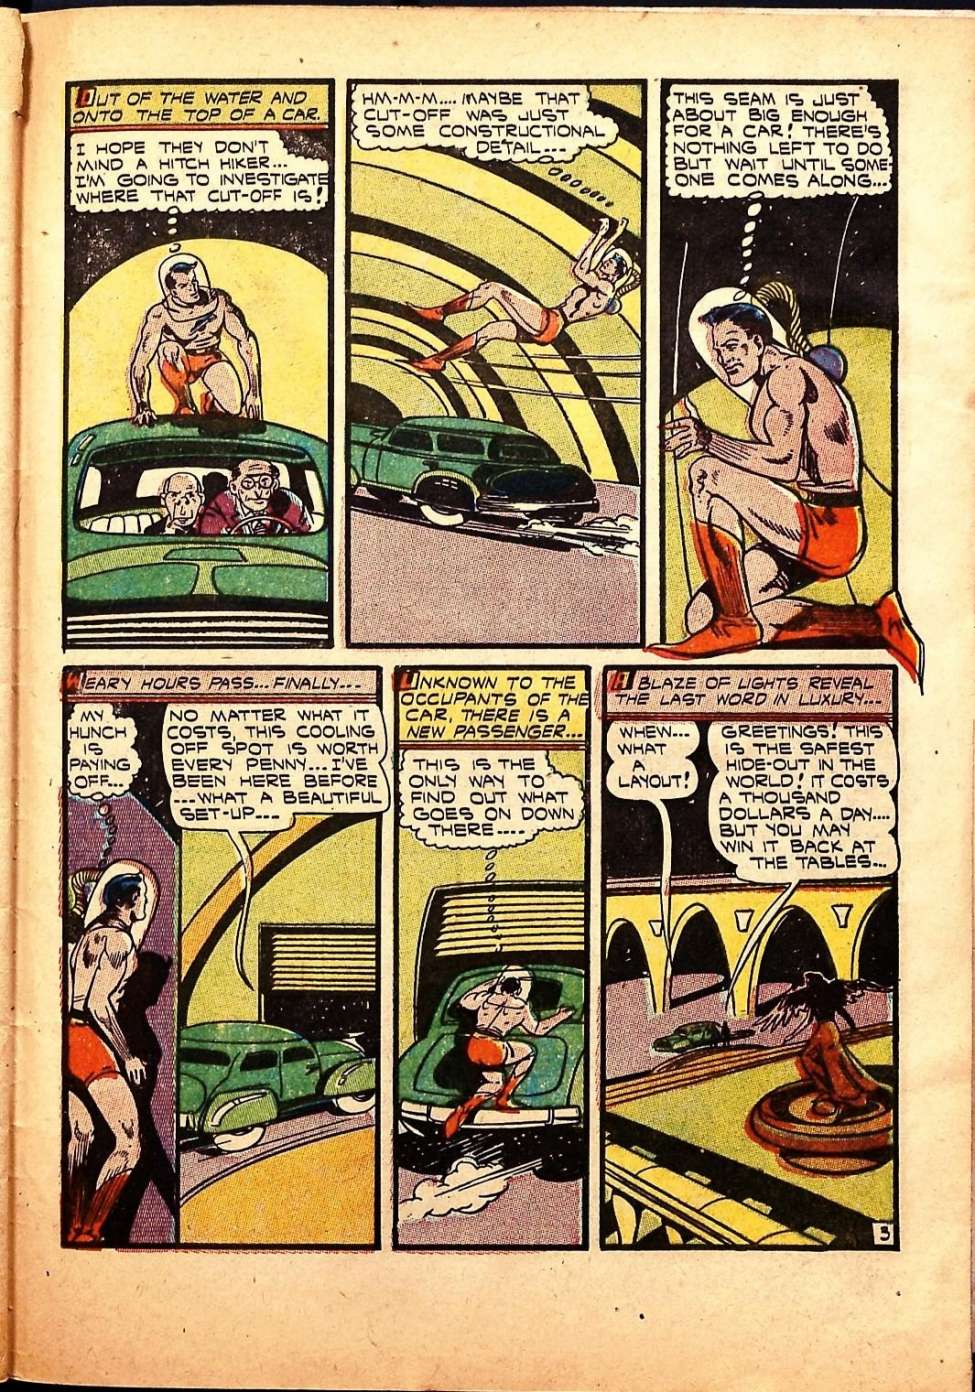 OUT OF THE WATER AND
ONTO THE TOP OF A CAR.
I HOPE THEY DON'T
MIND A HITCH HIKER...
I'M GOING TO INVESTIGATE
WHERE THAT CUT-OFF IS!
HM-M-M.... MAYBE THAT
CUT-OFF WAS JUST
SOME CONSTRUCTIONAL
DETAIL...
THIS SEAM IS JUST
ABOUT BIG ENOUGH
FOR A CAR! THERE'S
NOTHING LEFT TO DO
BUT WAIT UNTIL SOME-
ONE COMES ALONG...
WEARY HOURS PASS... FINALLY...
MY
HUNCH
IS
PAYING
OFF...
NO MATTER WHAT IT
COSTS, THIS COOLING
OFF SPOT IS WORTH
EVERY PENNY... I'VE
BEEN HERE BEFORE
...WHAT A BEAUTIFUL
SET-UP...
UNKNOWN TO THE
OCCUPANTS OF THE
CAR, THERE IS A
NEW PASSENGER...
THIS IS THE
ONLY WAY TO
FIND OUT WHAT
GOES ON DOWN
THERE....
A BLAZE OF LIGHTS REVEAL
THE LAST WORD IN LUXURY...
WHEW...
WHAT
A
LAYOUT!
GREETINGS! THIS
IS THE SAFEST
HIDE-OUT IN THE
WORLD! IT COSTS
A THOUSAND
DOLLARS A DAY....
BUT YOU MAY
WIN IT BACK AT
THE TABLES...
3